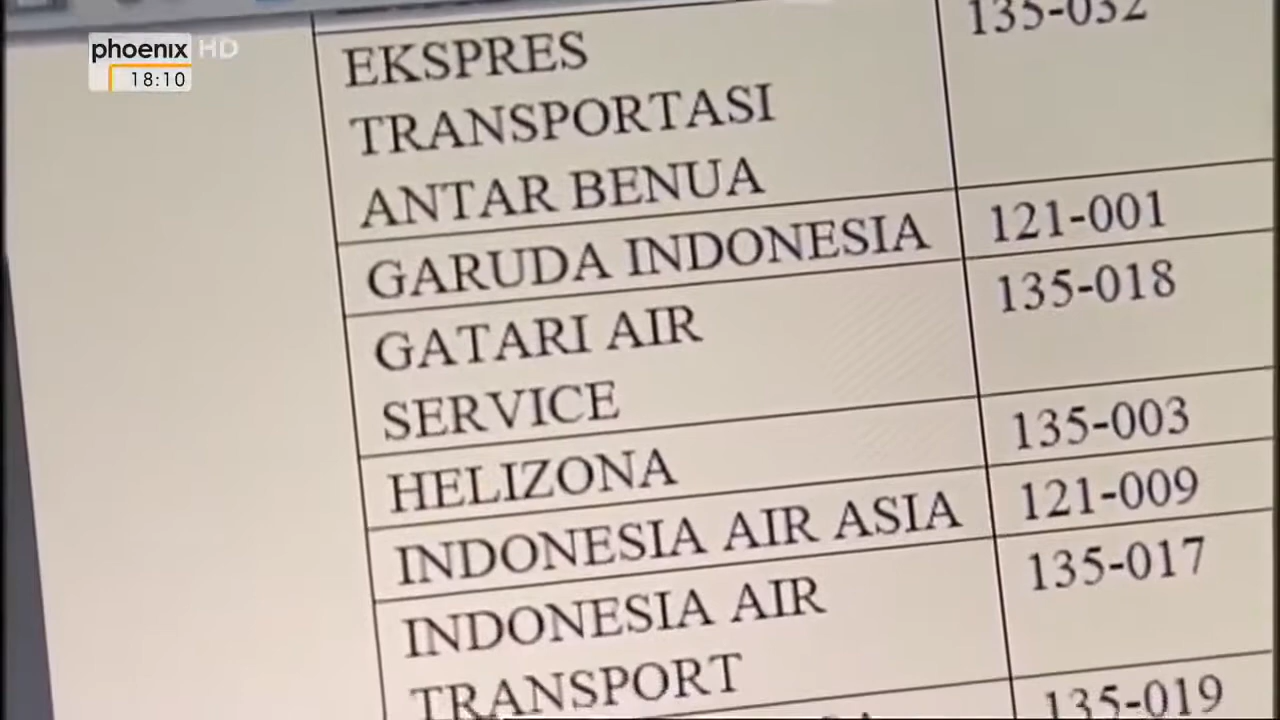 phoenix HD
18:10
135-032
EKSPRES
TRANSPORTASI
ANTAR BENUA
GARUDA INDONESIA 121-001
GATARI AIR 135-018
SERVICE
HELIZONA 135-003
INDONESIA AIR ASIA 121-009
INDONESIA AIR 135-017
TRANSPORT
135-019